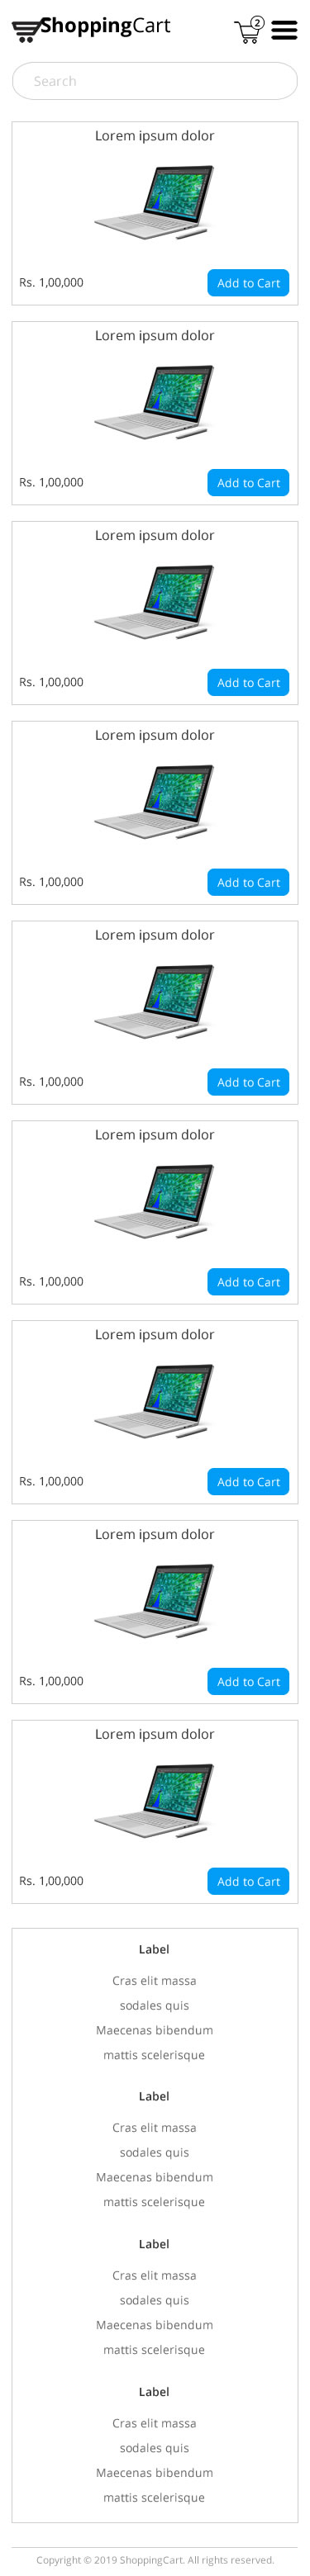 ShoppingCart 2
Search
Lorem ipsum dolor
Rs. 1,00,000 Add to Cart
Lorem ipsum dolor
Rs. 1,00,000 Add to Cart
Lorem ipsum dolor
Rs. 1,00,000 Add to Cart
Lorem ipsum dolor
Rs. 1,00,000 Add to Cart
Lorem ipsum dolor
Rs. 1,00,000 Add to Cart
Lorem ipsum dolor
Rs. 1,00,000 Add to Cart
Lorem ipsum dolor
Rs. 1,00,000 Add to Cart
Lorem ipsum dolor
Rs. 1,00,000 Add to Cart
Lorem ipsum dolor
Rs. 1,00,000 Add to Cart
Label
Cras elit massa
sodales quis
Maecenas bibendum
mattis scelerisque
Label
Cras elit massa
sodales quis
Maecenas bibendum
mattis scelerisque
Label
Cras elit massa
sodales quis
Maecenas bibendum
mattis scelerisque
Label
Cras elit massa
sodales quis
Maecenas bibendum
mattis scelerisque
Copyright © 2019 ShoppingCart. All rights reserved.